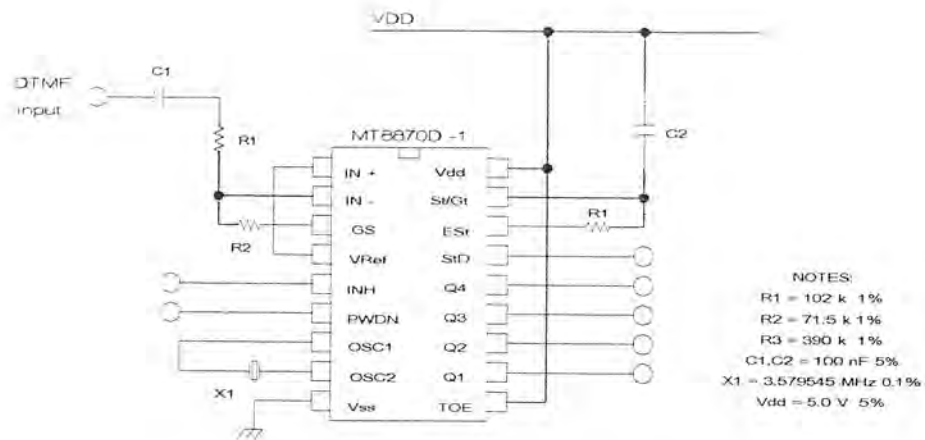 VDD
DTMF
input
C1
R1
R2
MT8870D -1
IN +
IN -
GS
VRef
INH
PWDN
OSC1
OSC2
Vss
Vdd
St/Gt
ESt
StD
Q4
Q3
Q2
Q1
TOE
C2
R1
X1
NOTES:
R1 = 102 k 1%
R2 = 71.5 k 1%
R3 = 390 k 1%
C1,C2 = 100 nF 5%
X1 = 3.579545 MHz 0.1%
Vdd = 5.0 V 5%